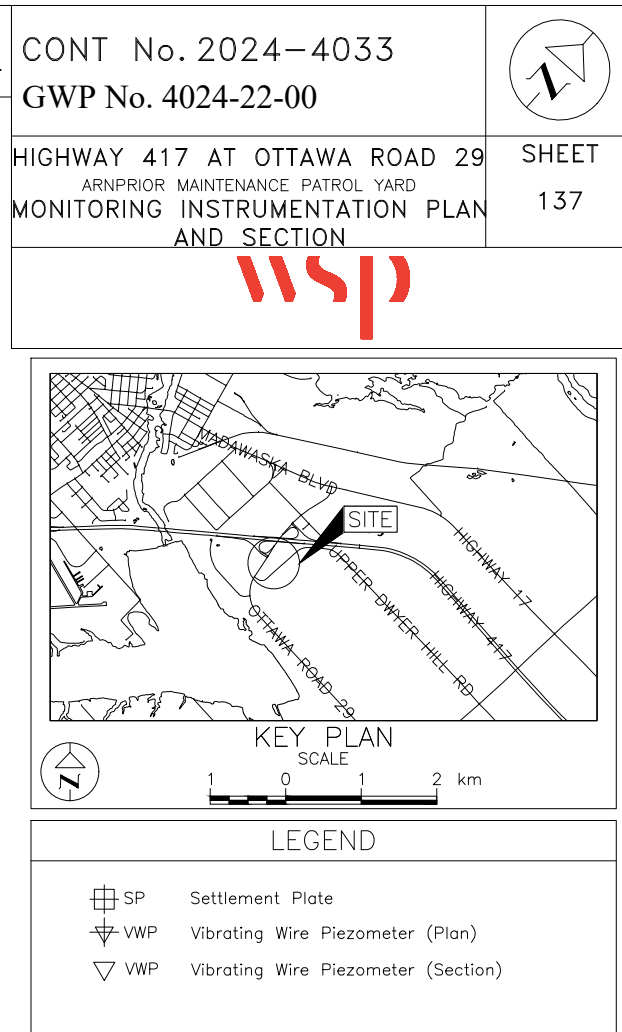 CONT No. 2024-4033
GWP No. 4024-22-00
N
HIGHWAY 417 AT OTTAWA ROAD 29
ARNPRIOR MAINTENANCE PATROL YARD
MONITORING INSTRUMENTATION PLAN
AND SECTION
SHEET
137
wsp
MADAWASKA BLVD
SITE
HIGHWAY 17
UPPER DWYER HILL RD
HIGHWAY 417
OTTAWA ROAD 29
KEY PLAN
SCALE
N
1 0 1 2 km
LEGEND
SP Settlement Plate
VWP Vibrating Wire Piezometer (Plan)
VWP Vibrating Wire Piezometer (Section)